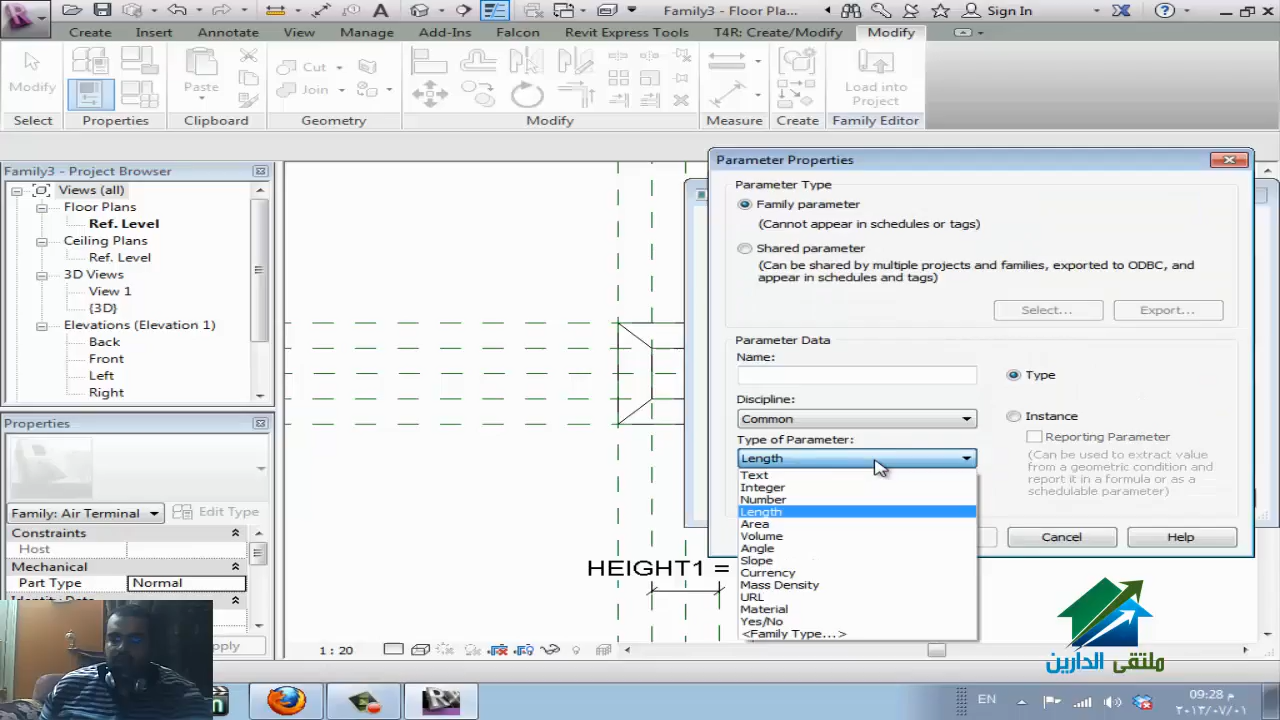 Family3 - Floor Pla...
Sign In
Create
Insert
Annotate
View
Manage
Add-Ins
Falcon
Revit Express Tools
T4R: Create/Modify
Modify
Modify
Paste
Cut
Join
Load into
Project
Select
Properties
Clipboard
Geometry
Modify
Measure
Create
Family Editor
Family3 - Project Browser
Views (all)
Floor Plans
Ref. Level
Ceiling Plans
Ref. Level
3D Views
View 1
{3D}
Elevations (Elevation 1)
Back
Front
Left
Right
Properties
Family: Air Terminal
Edit Type
Constraints
Host
Mechanical
Part Type
Normal
HEIGHT1 =
1 : 20
Parameter Properties
Parameter Type
Family parameter
(Cannot appear in schedules or tags)
Shared parameter
(Can be shared by multiple projects and families, exported to ODBC, and
appear in schedules and tags)
Select...
Export...
Parameter Data
Name:
Type
Discipline:
Common
Instance
Type of Parameter:
Reporting Parameter
Length
(Can be used to extract value
from a geometric condition and
report it in a formula or as a
schedulable parameter)
Text
Integer
Number
Length
Area
Volume
Angle
Slope
Currency
Mass Density
URL
Material
Yes/No
<Family Type...>
Cancel
Help
ملتقى الدارين
EN
09:28 م
٢٠١٣/٠٧/٠١